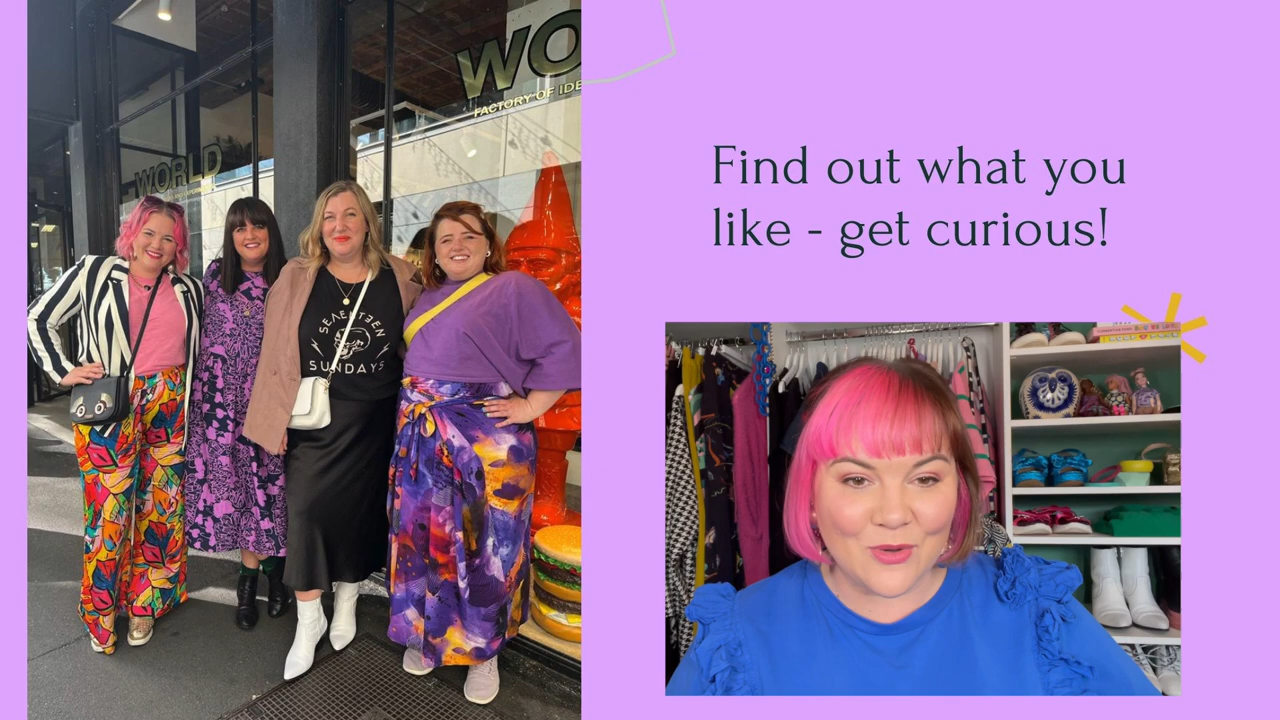 WORLD
WO
FACTORY OF IDE
SEVENTEEN
SUNDAYS
Find out what you
like - get curious!